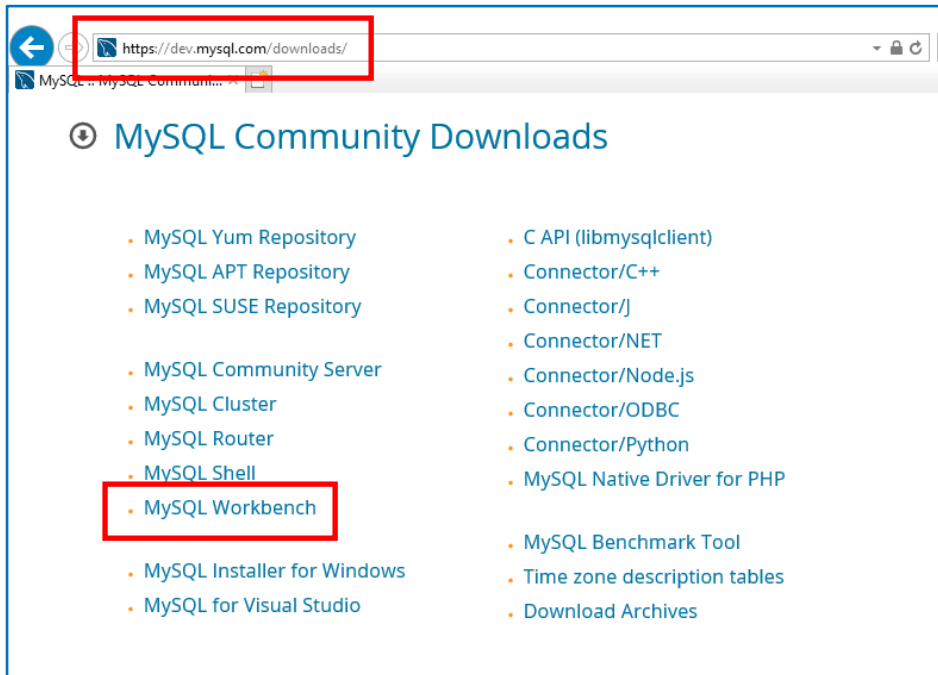 https://dev.mysql.com/downloads/
MySQL :: MySQL Communi...
MySQL Community Downloads
MySQL Yum Repository
MySQL APT Repository
MySQL SUSE Repository
MySQL Community Server
MySQL Cluster
MySQL Router
MySQL Shell
MySQL Workbench
MySQL Installer for Windows
MySQL for Visual Studio
C API (libmysqlclient)
Connector/C++
Connector/J
Connector/NET
Connector/Node.js
Connector/ODBC
Connector/Python
MySQL Native Driver for PHP
MySQL Benchmark Tool
Time zone description tables
Download Archives